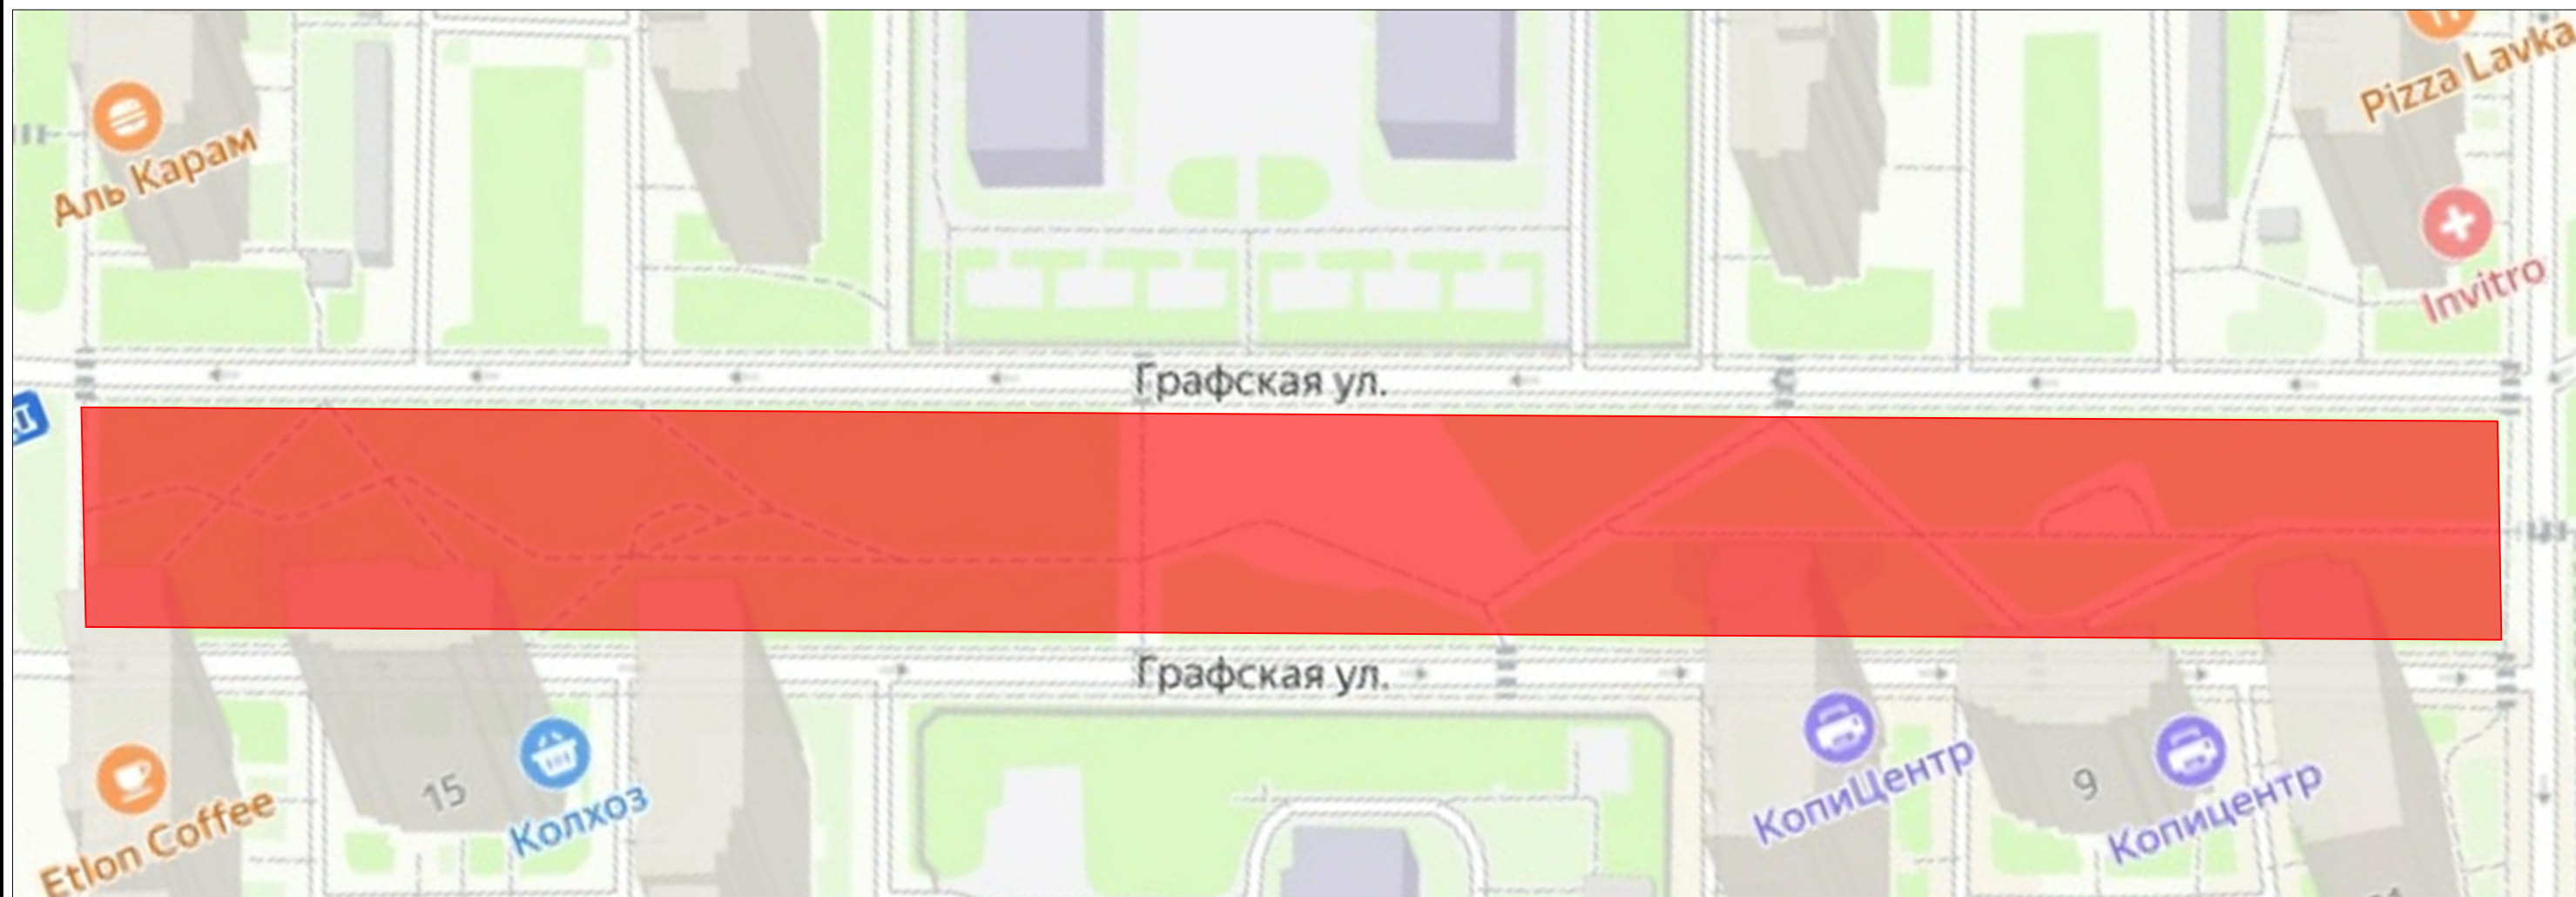 Pizza Lavka
Аль Карам
Invitro
Графская ул.
Графская ул.
КопиЦентр
9
Копицентр
15
Колхоз
Etlon Coffee